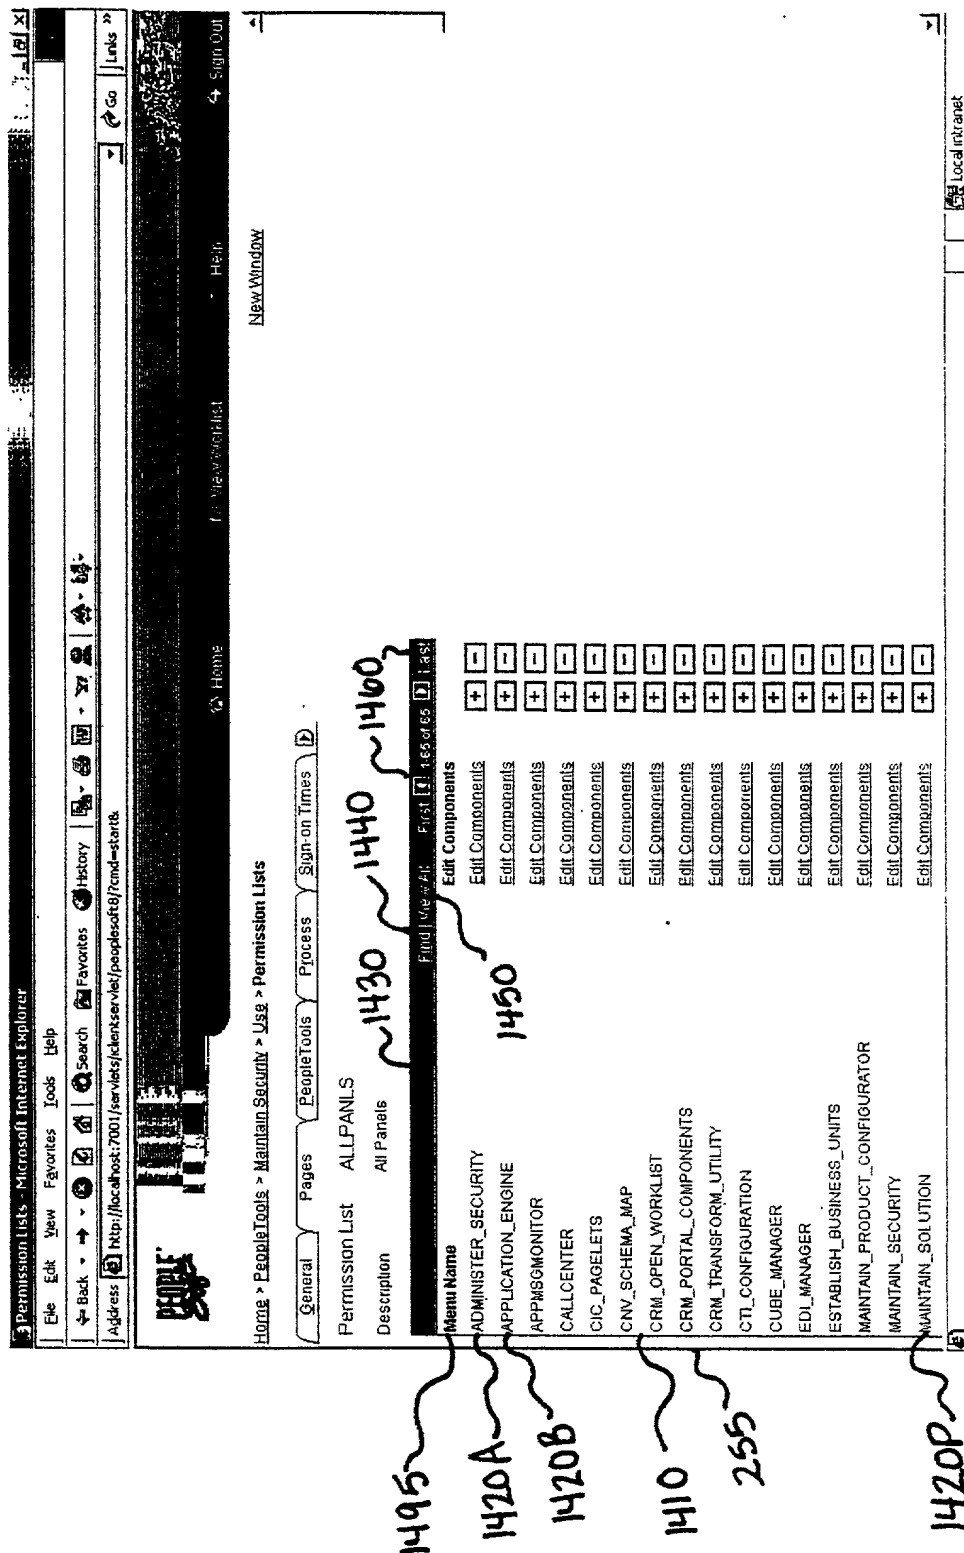 Permission Lists - Microsoft Internet Explorer
File Edit View Favorites Tools Help
Back Search Favorites History
Address http://localhost:7001/servlets/iclientservlet/peoplesoft8/?cmd=start& Go Links »
PEOPLE
Home View Worklist Help Sign Out
Home > PeopleTools > Maintain Security > Use > Permission Lists
New Window
General Pages PeopleTools Process Sign-on Times
Permission List ALLPANLS
Description All Panels
1430
1440
1460
Find | View All First 1-65 of 65 Last
1495
Menu Name Edit Components
1420A
ADMINISTER_SECURITY Edit Components + -
1420B
APPLICATION_ENGINE Edit Components + -
1450
APPMSGMONITOR Edit Components + -
CALLCENTER Edit Components + -
CIC_PAGELETS Edit Components + -
CNV_SCHEMA_MAP Edit Components + -
1410
CRM_OPEN_WORKLIST Edit Components + -
CRM_PORTAL_COMPONENTS Edit Components + -
255
CRM_TRANSFORM_UTILITY Edit Components + -
CTI_CONFIGURATION Edit Components + -
CUBE_MANAGER Edit Components + -
EDI_MANAGER Edit Components + -
ESTABLISH_BUSINESS_UNITS Edit Components + -
MAINTAIN_PRODUCT_CONFIGURATOR Edit Components + -
MAINTAIN_SECURITY Edit Components + -
1420P
MAINTAIN_SOLUTION Edit Components + -
Local intranet